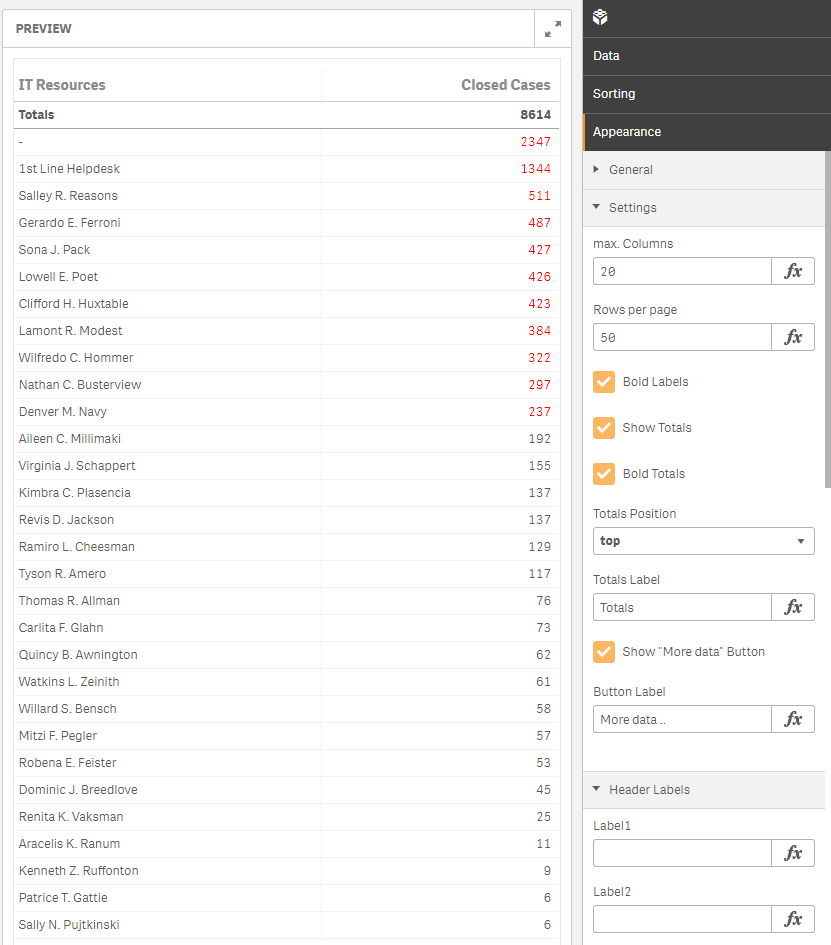 PREVIEW
IT Resources Closed Cases
Totals 8614
- 2347
1st Line Helpdesk 1344
Salley R. Reasons 511
Gerardo E. Ferroni 487
Sona J. Pack 427
Lowell E. Poet 426
Clifford H. Huxtable 423
Lamont R. Modest 384
Wilfredo C. Hommer 322
Nathan C. Busterview 297
Denver M. Navy 237
Aileen C. Millimaki 192
Virginia J. Schappert 155
Kimbra C. Plasencia 137
Revis D. Jackson 137
Ramiro L. Cheesman 129
Tyson R. Amero 117
Thomas R. Allman 76
Carlita F. Glahn 73
Quincy B. Awnington 62
Watkins L. Zeinith 61
Willard S. Bensch 58
Mitzi F. Pegler 57
Robena E. Feister 53
Dominic J. Breedlove 45
Renita K. Vaksman 25
Aracelis K. Ranum 11
Kenneth Z. Ruffonton 9
Patrice T. Gattie 6
Sally N. Pujtkinski 6
Data
Sorting
Appearance
General
Settings
max. Columns
20 fx
Rows per page
50 fx
Bold Labels
Show Totals
Bold Totals
Totals Position
top
Totals Label
Totals fx
Show "More data" Button
Button Label
More data .. fx
Header Labels
Label1
fx
Label2
fx